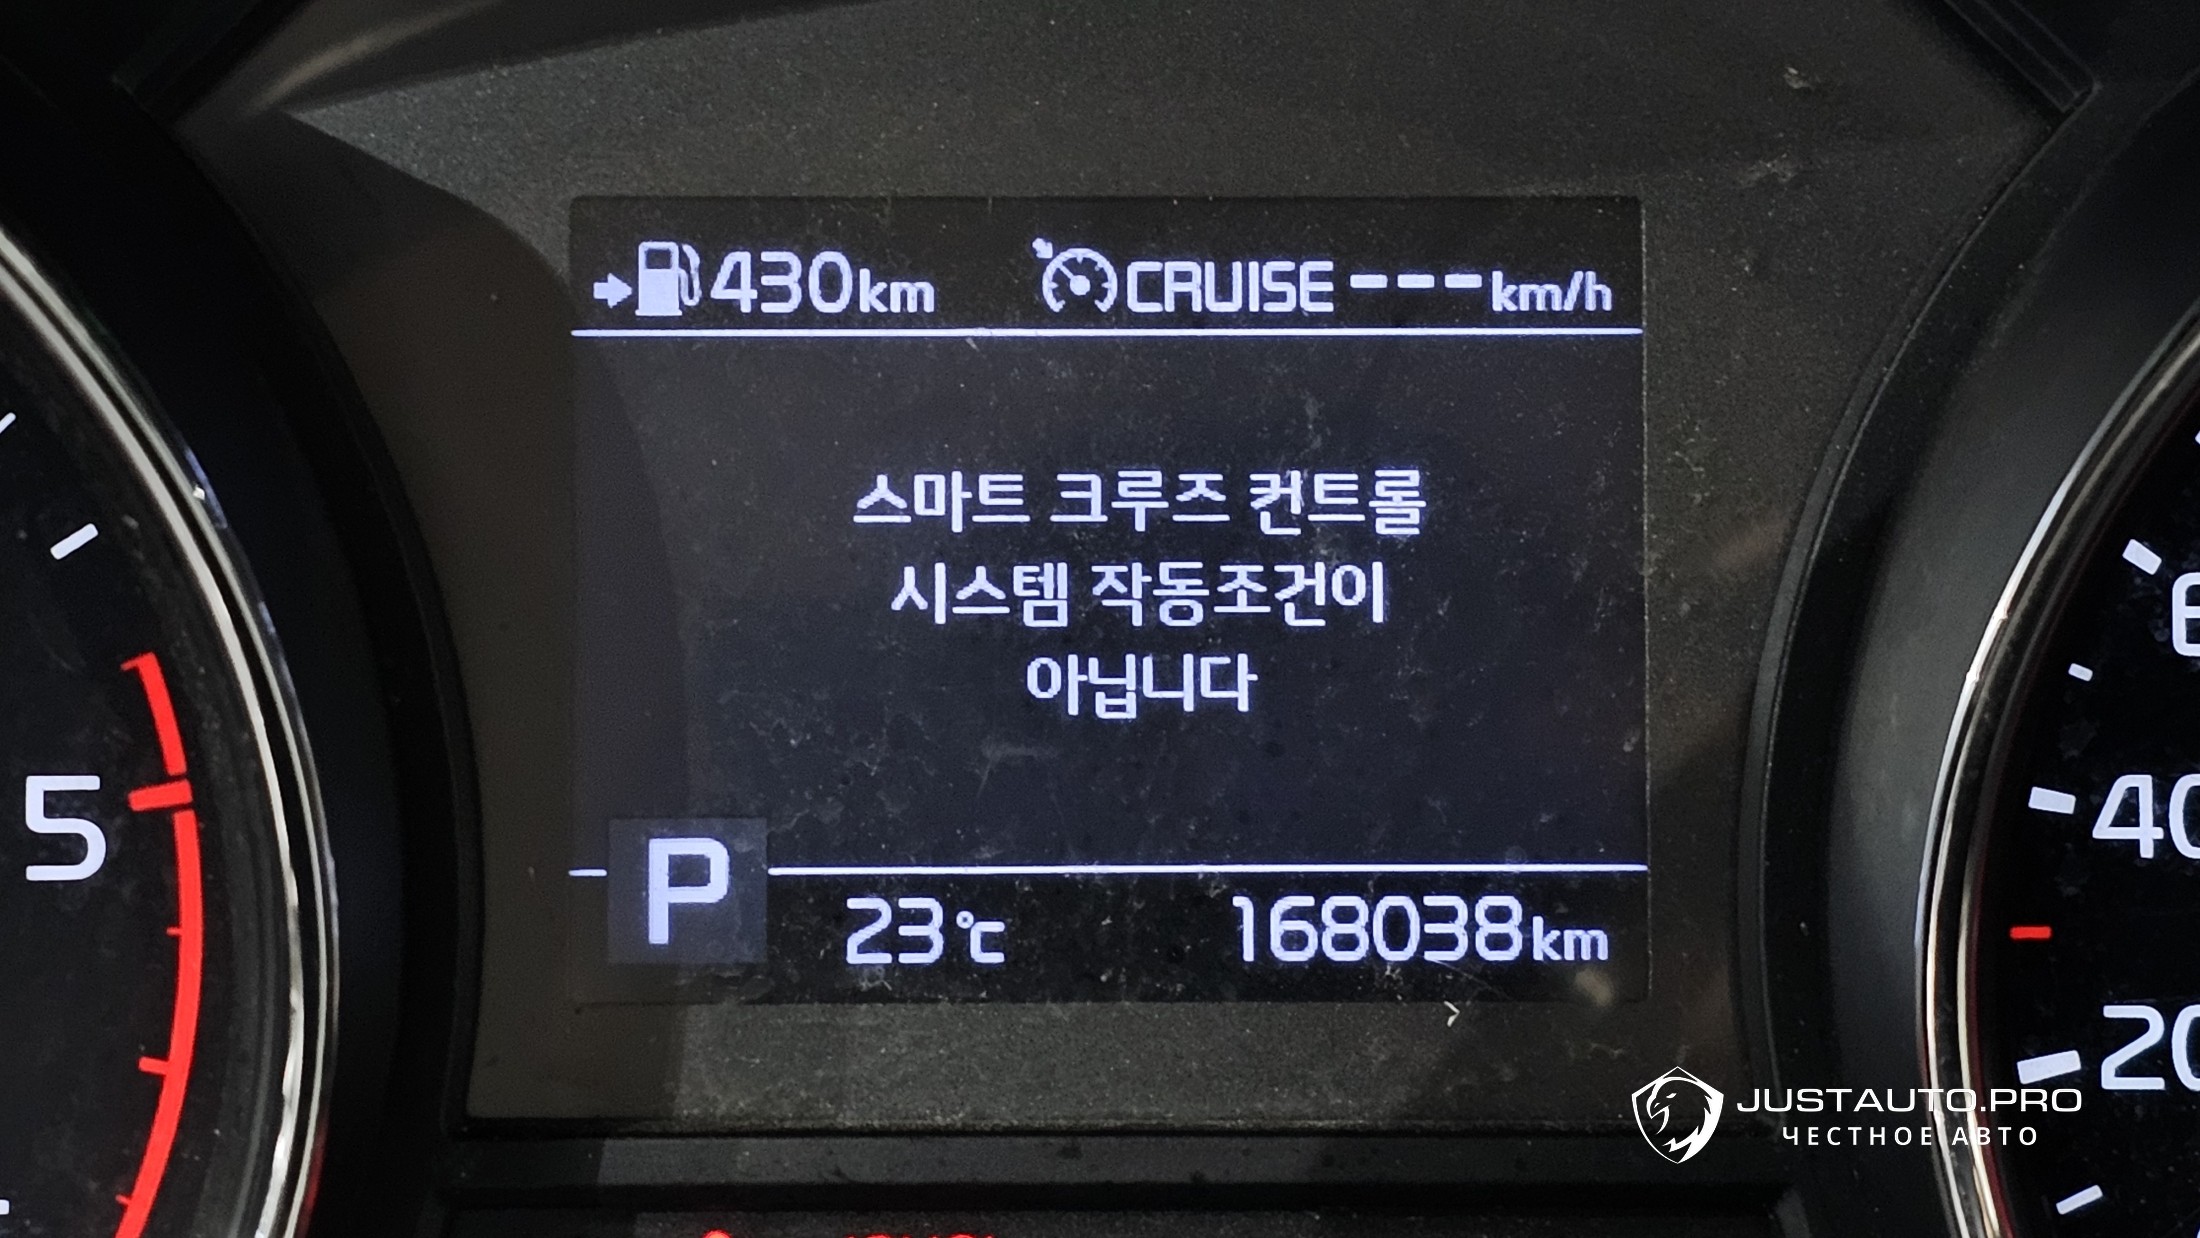 430km CRUISE ---km/h
스마트 크루즈 컨트롤
시스템 작동조건이
아닙니다
P 23°C 168038km
5
40
20
JUSTAUTO.PRO
ЧЕСТНОЕ АВТО